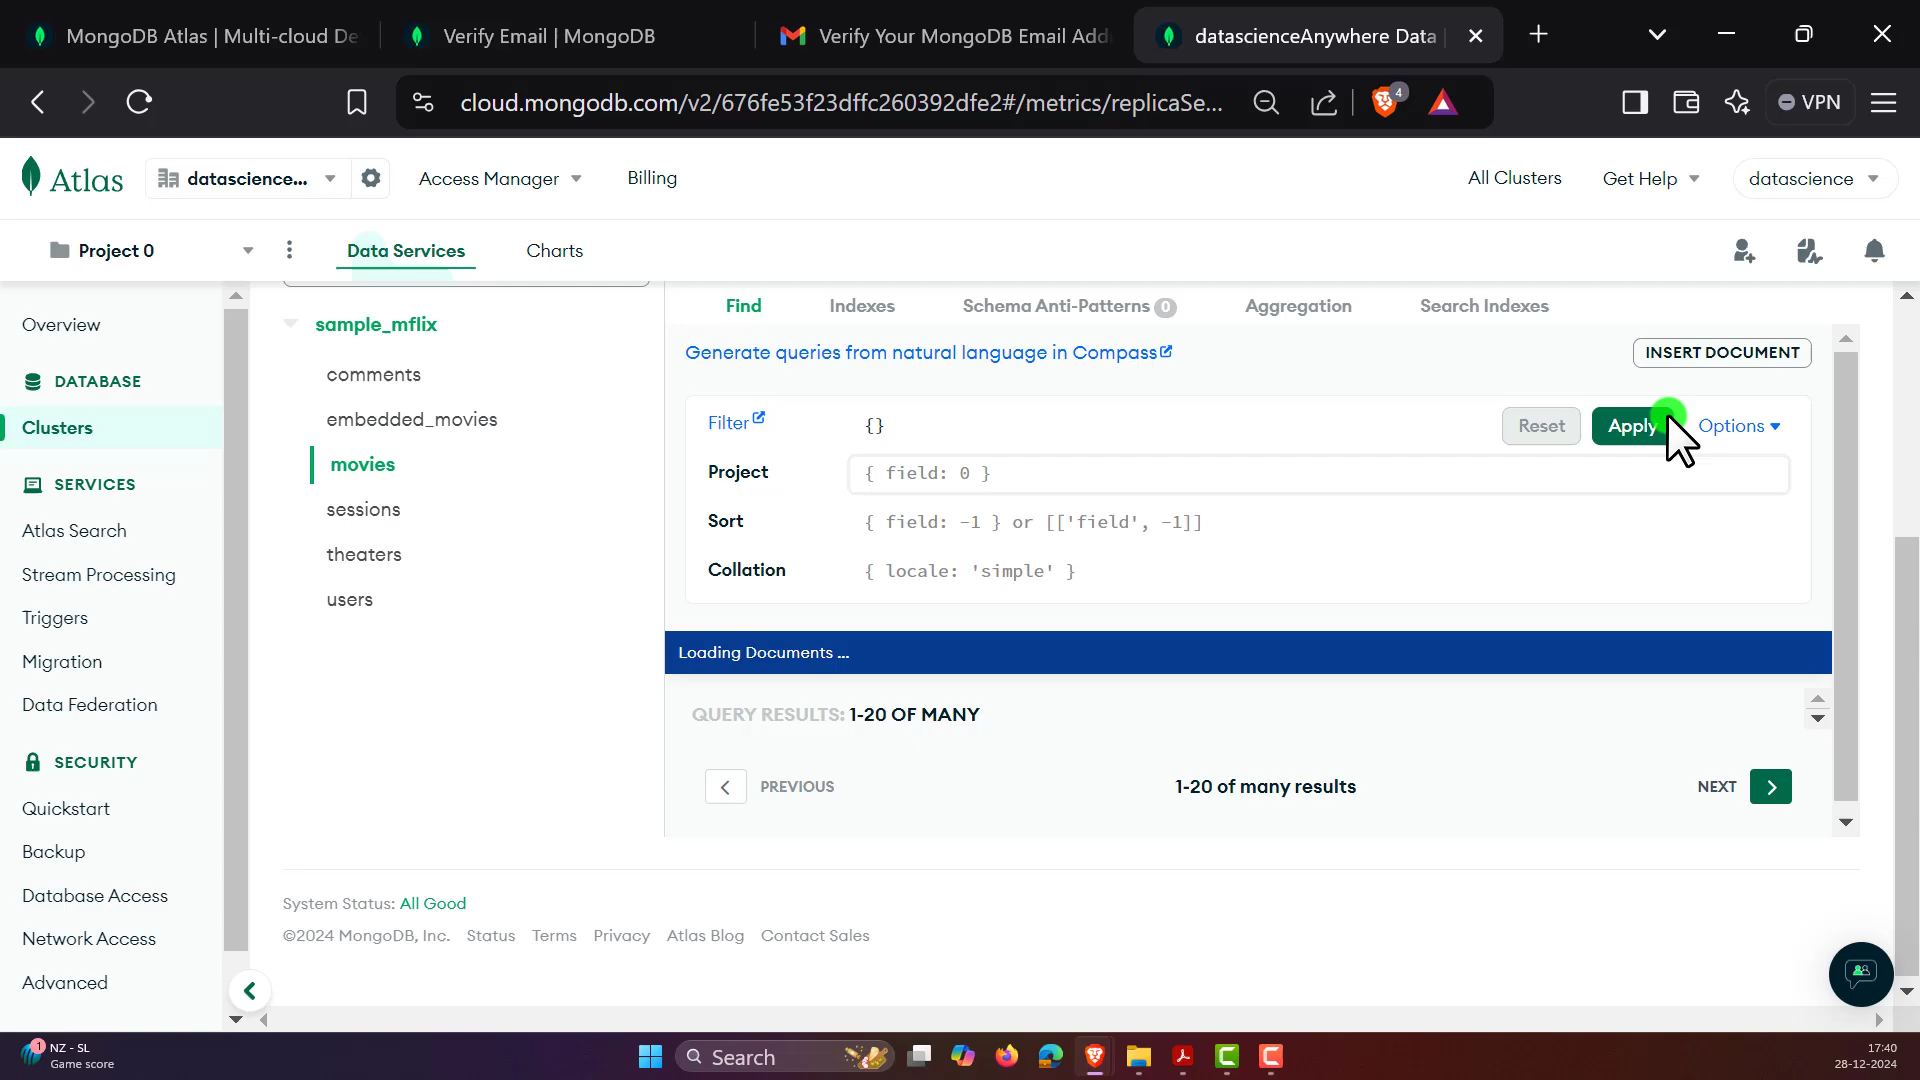 MongoDB Atlas | Multi-cloud De
Verify Email | MongoDB
Verify Your MongoDB Email Add
datascienceAnywhere Data
cloud.mongodb.com/v2/676fe53f23dffc260392dfe2#/metrics/replicaSe...
4
VPN
Atlas
datascience...
Access Manager
Billing
All Clusters
Get Help
datascience
Project 0
Data Services
Charts
Overview
DATABASE
Clusters
SERVICES
Atlas Search
Stream Processing
Triggers
Migration
Data Federation
SECURITY
Quickstart
Backup
Database Access
Network Access
Advanced
sample_mflix
comments
embedded_movies
movies
sessions
theaters
users
Find
Indexes
Schema Anti-Patterns 0
Aggregation
Search Indexes
Generate queries from natural language in Compass
INSERT DOCUMENT
Filter
{}
Reset
Apply
Options
Project
{ field: 0 }
Sort
{ field: -1 } or [['field', -1]]
Collation
{ locale: 'simple' }
Loading Documents ...
QUERY RESULTS: 1-20 OF MANY
PREVIOUS
1-20 of many results
NEXT
System Status: All Good
©2024 MongoDB, Inc. Status Terms Privacy Atlas Blog Contact Sales
1
NZ - SL
Game score
Search
17:40
28-12-2024